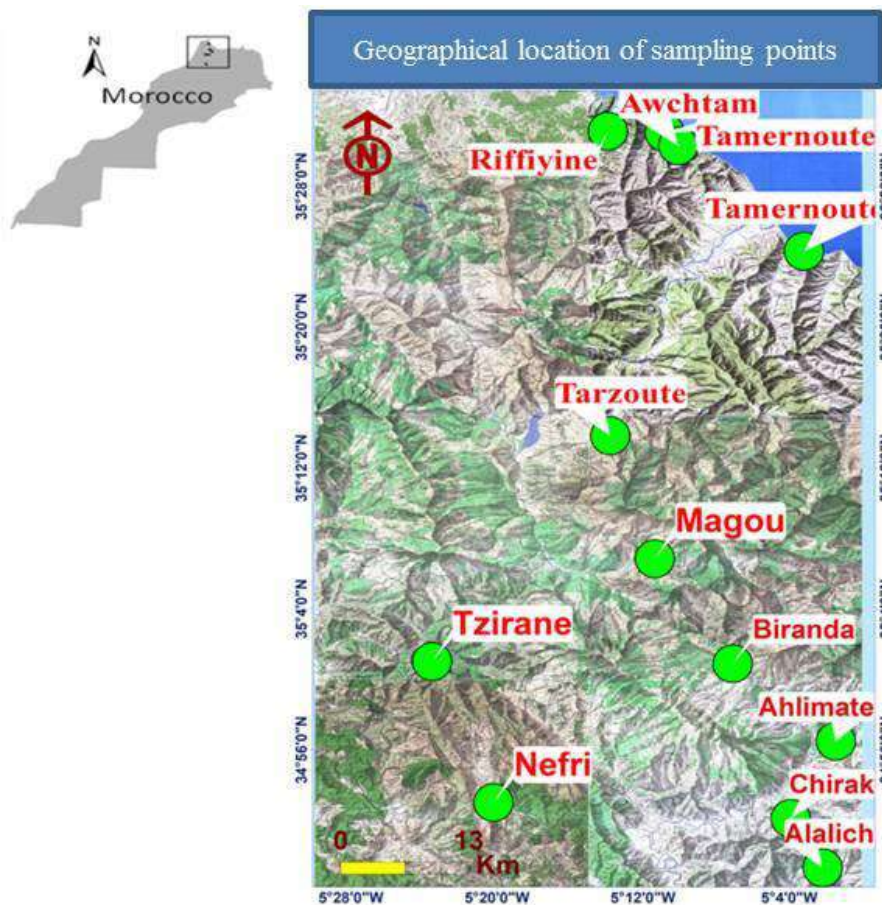 N
Morocco
Geographical location of sampling points
N
Awchtam
Tamernoute
Riffiyine
Tamernoute
Tarzoute
Magou
Tzirane
Biranda
Ahlimate
Nefri
Chirak
Alalich
0 13
Km
35°28'0"N
35°20'0"N
35°12'0"N
35°4'0"N
34°56'0"N
5°28'0"W 5°20'0"W 5°12'0"W 5°4'0"W